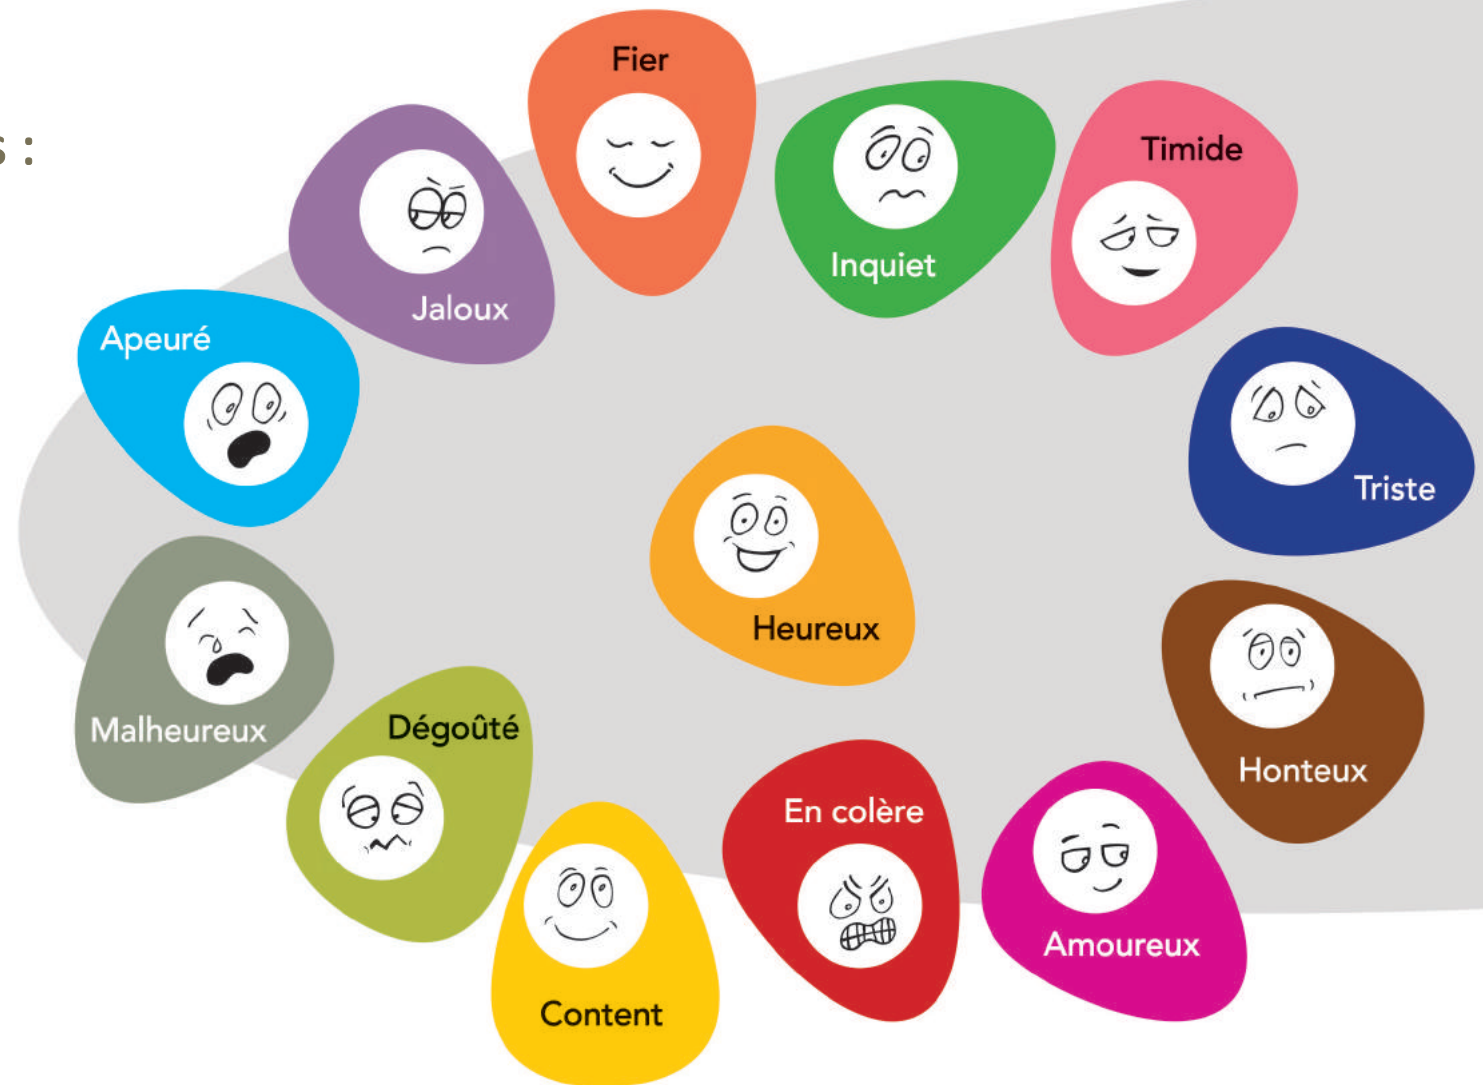 s :
Fier
Timide
Inquiet
Jaloux
Apeuré
Triste
Heureux
Malheureux
Dégoûté
Honteux
En colère
Amoureux
Content